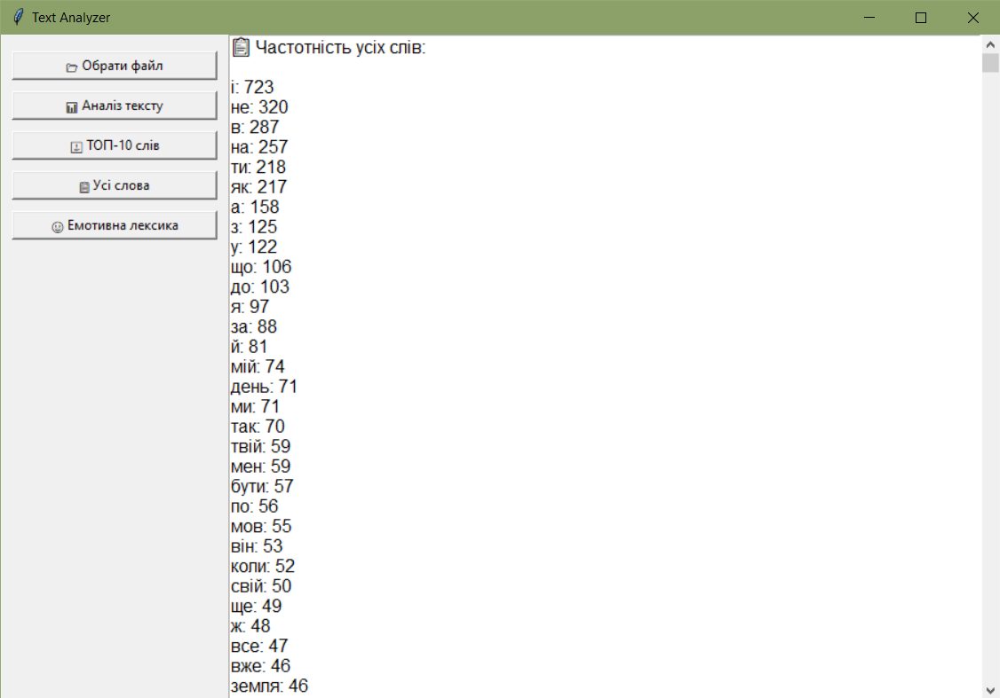 Text Analyzer
Обрати файл
Аналіз тексту
ТОП-10 слів
Усі слова
Емотивна лексика
Частотність усіх слів:
і: 723
не: 320
в: 287
на: 257
ти: 218
як: 217
а: 158
з: 125
у: 122
що: 106
до: 103
я: 97
за: 88
й: 81
мій: 74
день: 71
ми: 71
так: 70
твій: 59
мен: 59
бути: 57
по: 56
мов: 55
він: 53
коли: 52
свій: 50
ще: 49
ж: 48
все: 47
вже: 46
земля: 46